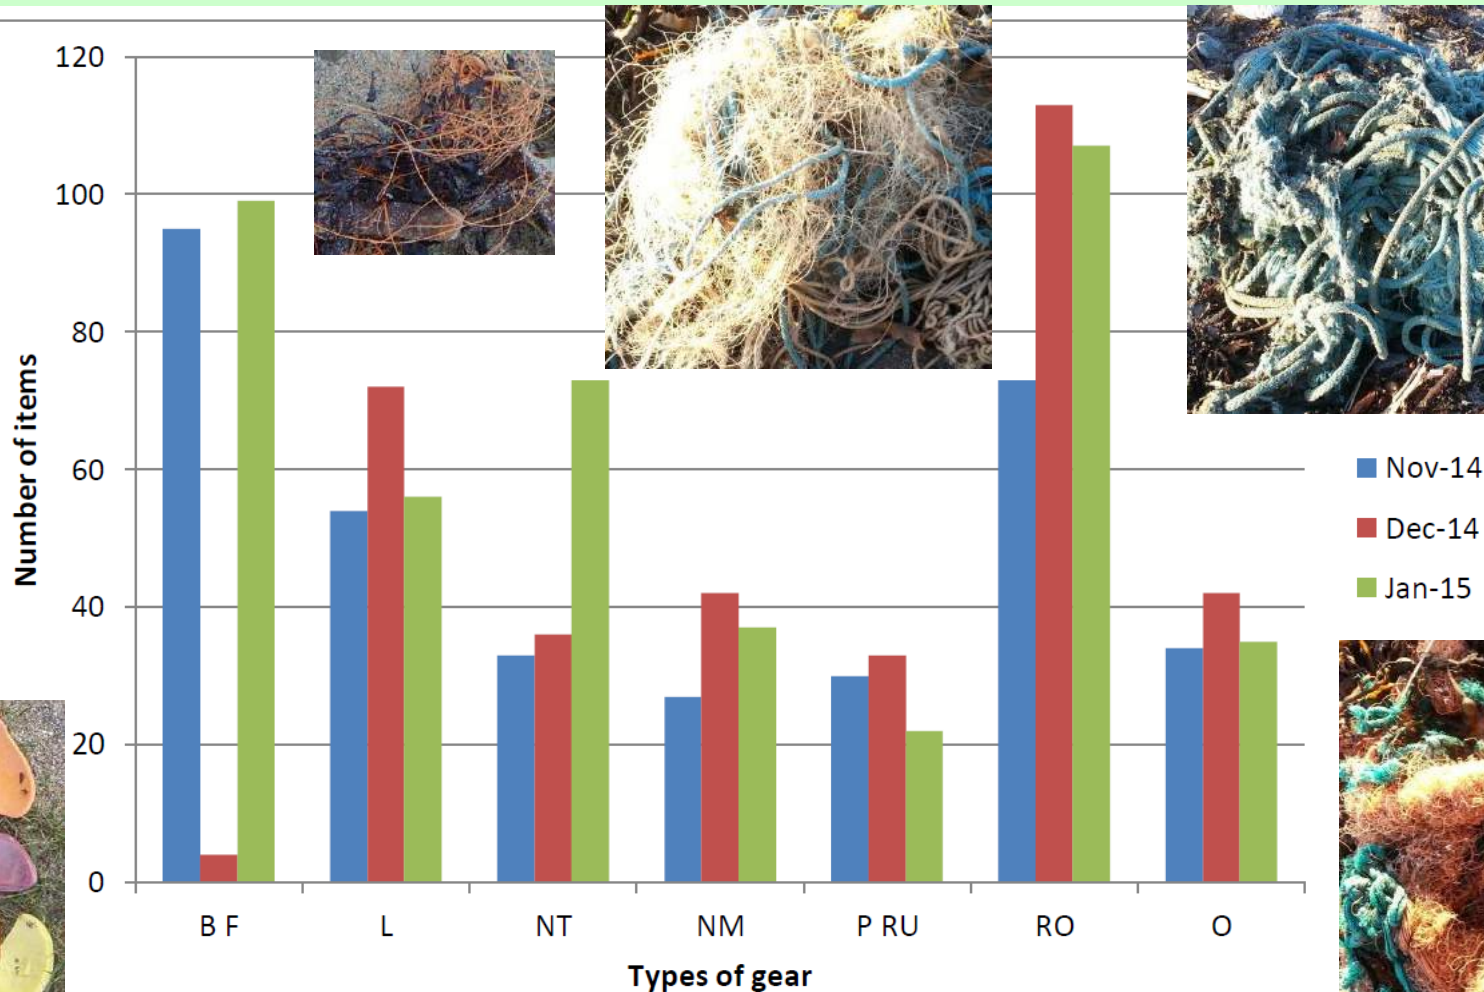 120
100
80
60
40
20
0
Number of items
B F
L
NT
NM
P RU
RO
O
Types of gear
Nov-14
Dec-14
Jan-15